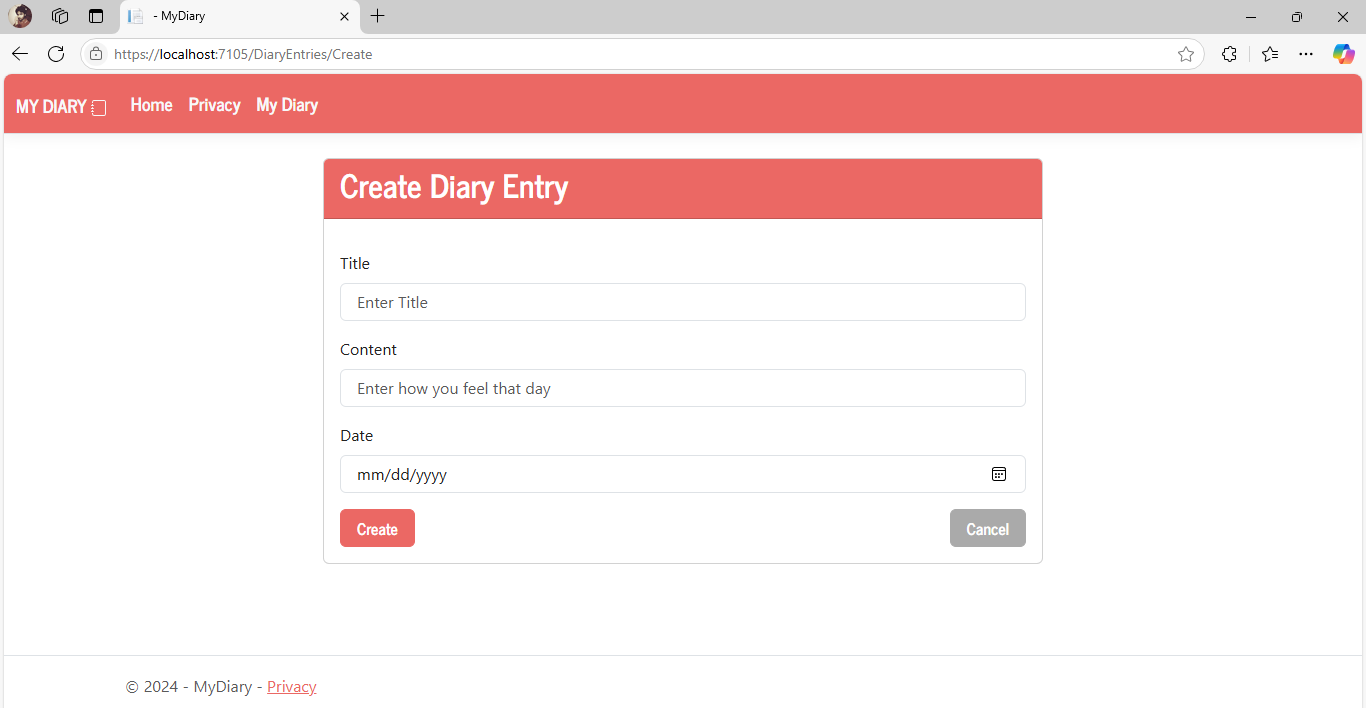 - MyDiary
https://localhost:7105/DiaryEntries/Create
MY DIARY Home Privacy My Diary
Create Diary Entry
Title
Enter Title
Content
Enter how you feel that day
Date
mm/dd/yyyy
Create Cancel
© 2024 - MyDiary - Privacy